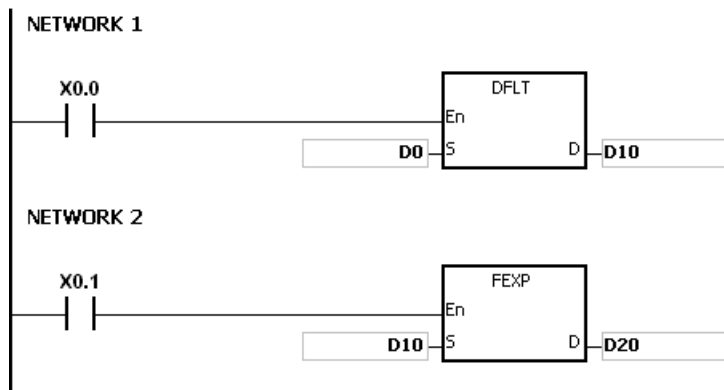 NETWORK 1
X0.0
DFLT
En
D0 S D D10
NETWORK 2
X0.1
FEXP
En
D10 S D D20